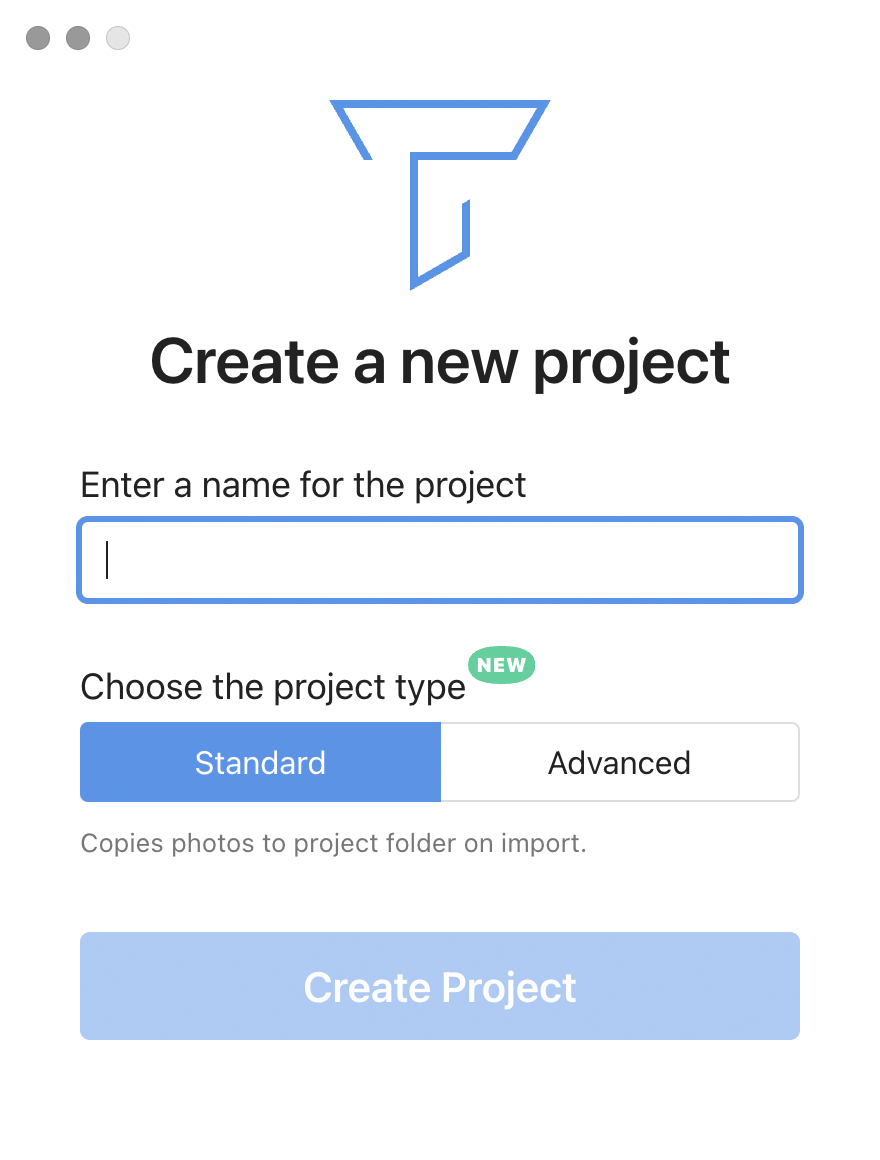 Create a new project
Enter a name for the project
Choose the project type NEW
Standard
Advanced
Copies photos to project folder on import.
Create Project